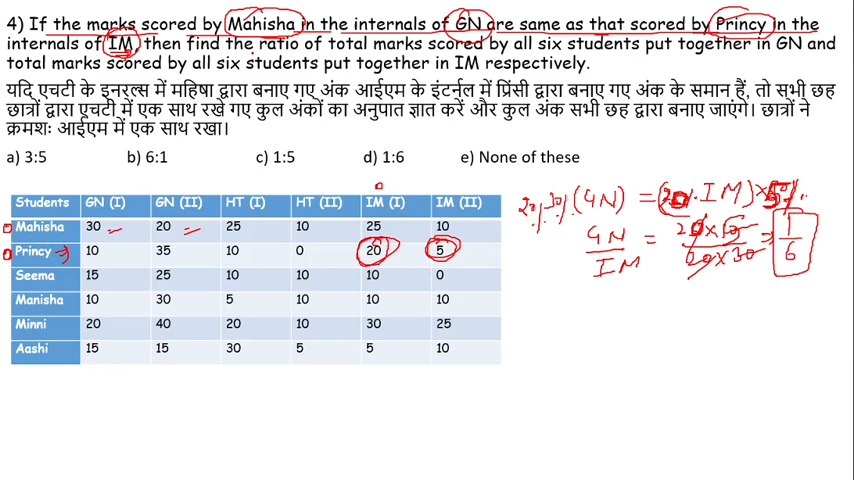 4) If the marks scored by Mahisha in the internals of GN are same as that scored by Princy in the
internals of IM, then find the ratio of total marks scored by all six students put together in GN and
total marks scored by all six students put together in IM respectively.
यदि एचटी के इनरल्स में महिषा द्वारा बनाए गए अंक आईएम के इंटर्नल में प्रिंसी द्वारा बनाए गए अंक के समान हैं, तो सभी छह
छात्रों द्वारा एचटी में एक साथ रखे गए कुल अंकों का अनुपात ज्ञात करें और कुल अंक सभी छह द्वारा बनाए जाएंगे। छात्रों ने
क्रमशः आईएम में एक साथ रखा।
a) 3:5 b) 6:1 c) 1:5 d) 1:6 e) None of these
Students GN (I) GN (II) HT (I) HT (II) IM (I) IM (II)
Mahisha 30 20 25 10 25 10
Princy 10 35 10 0 20 5
Seema 15 25 10 10 10 0
Manisha 10 30 5 10 10 10
Minni 20 40 20 10 30 25
Aashi 15 15 30 5 5 10
(GN) = IM) ×
GN
IM
=
20 × 30
1
6